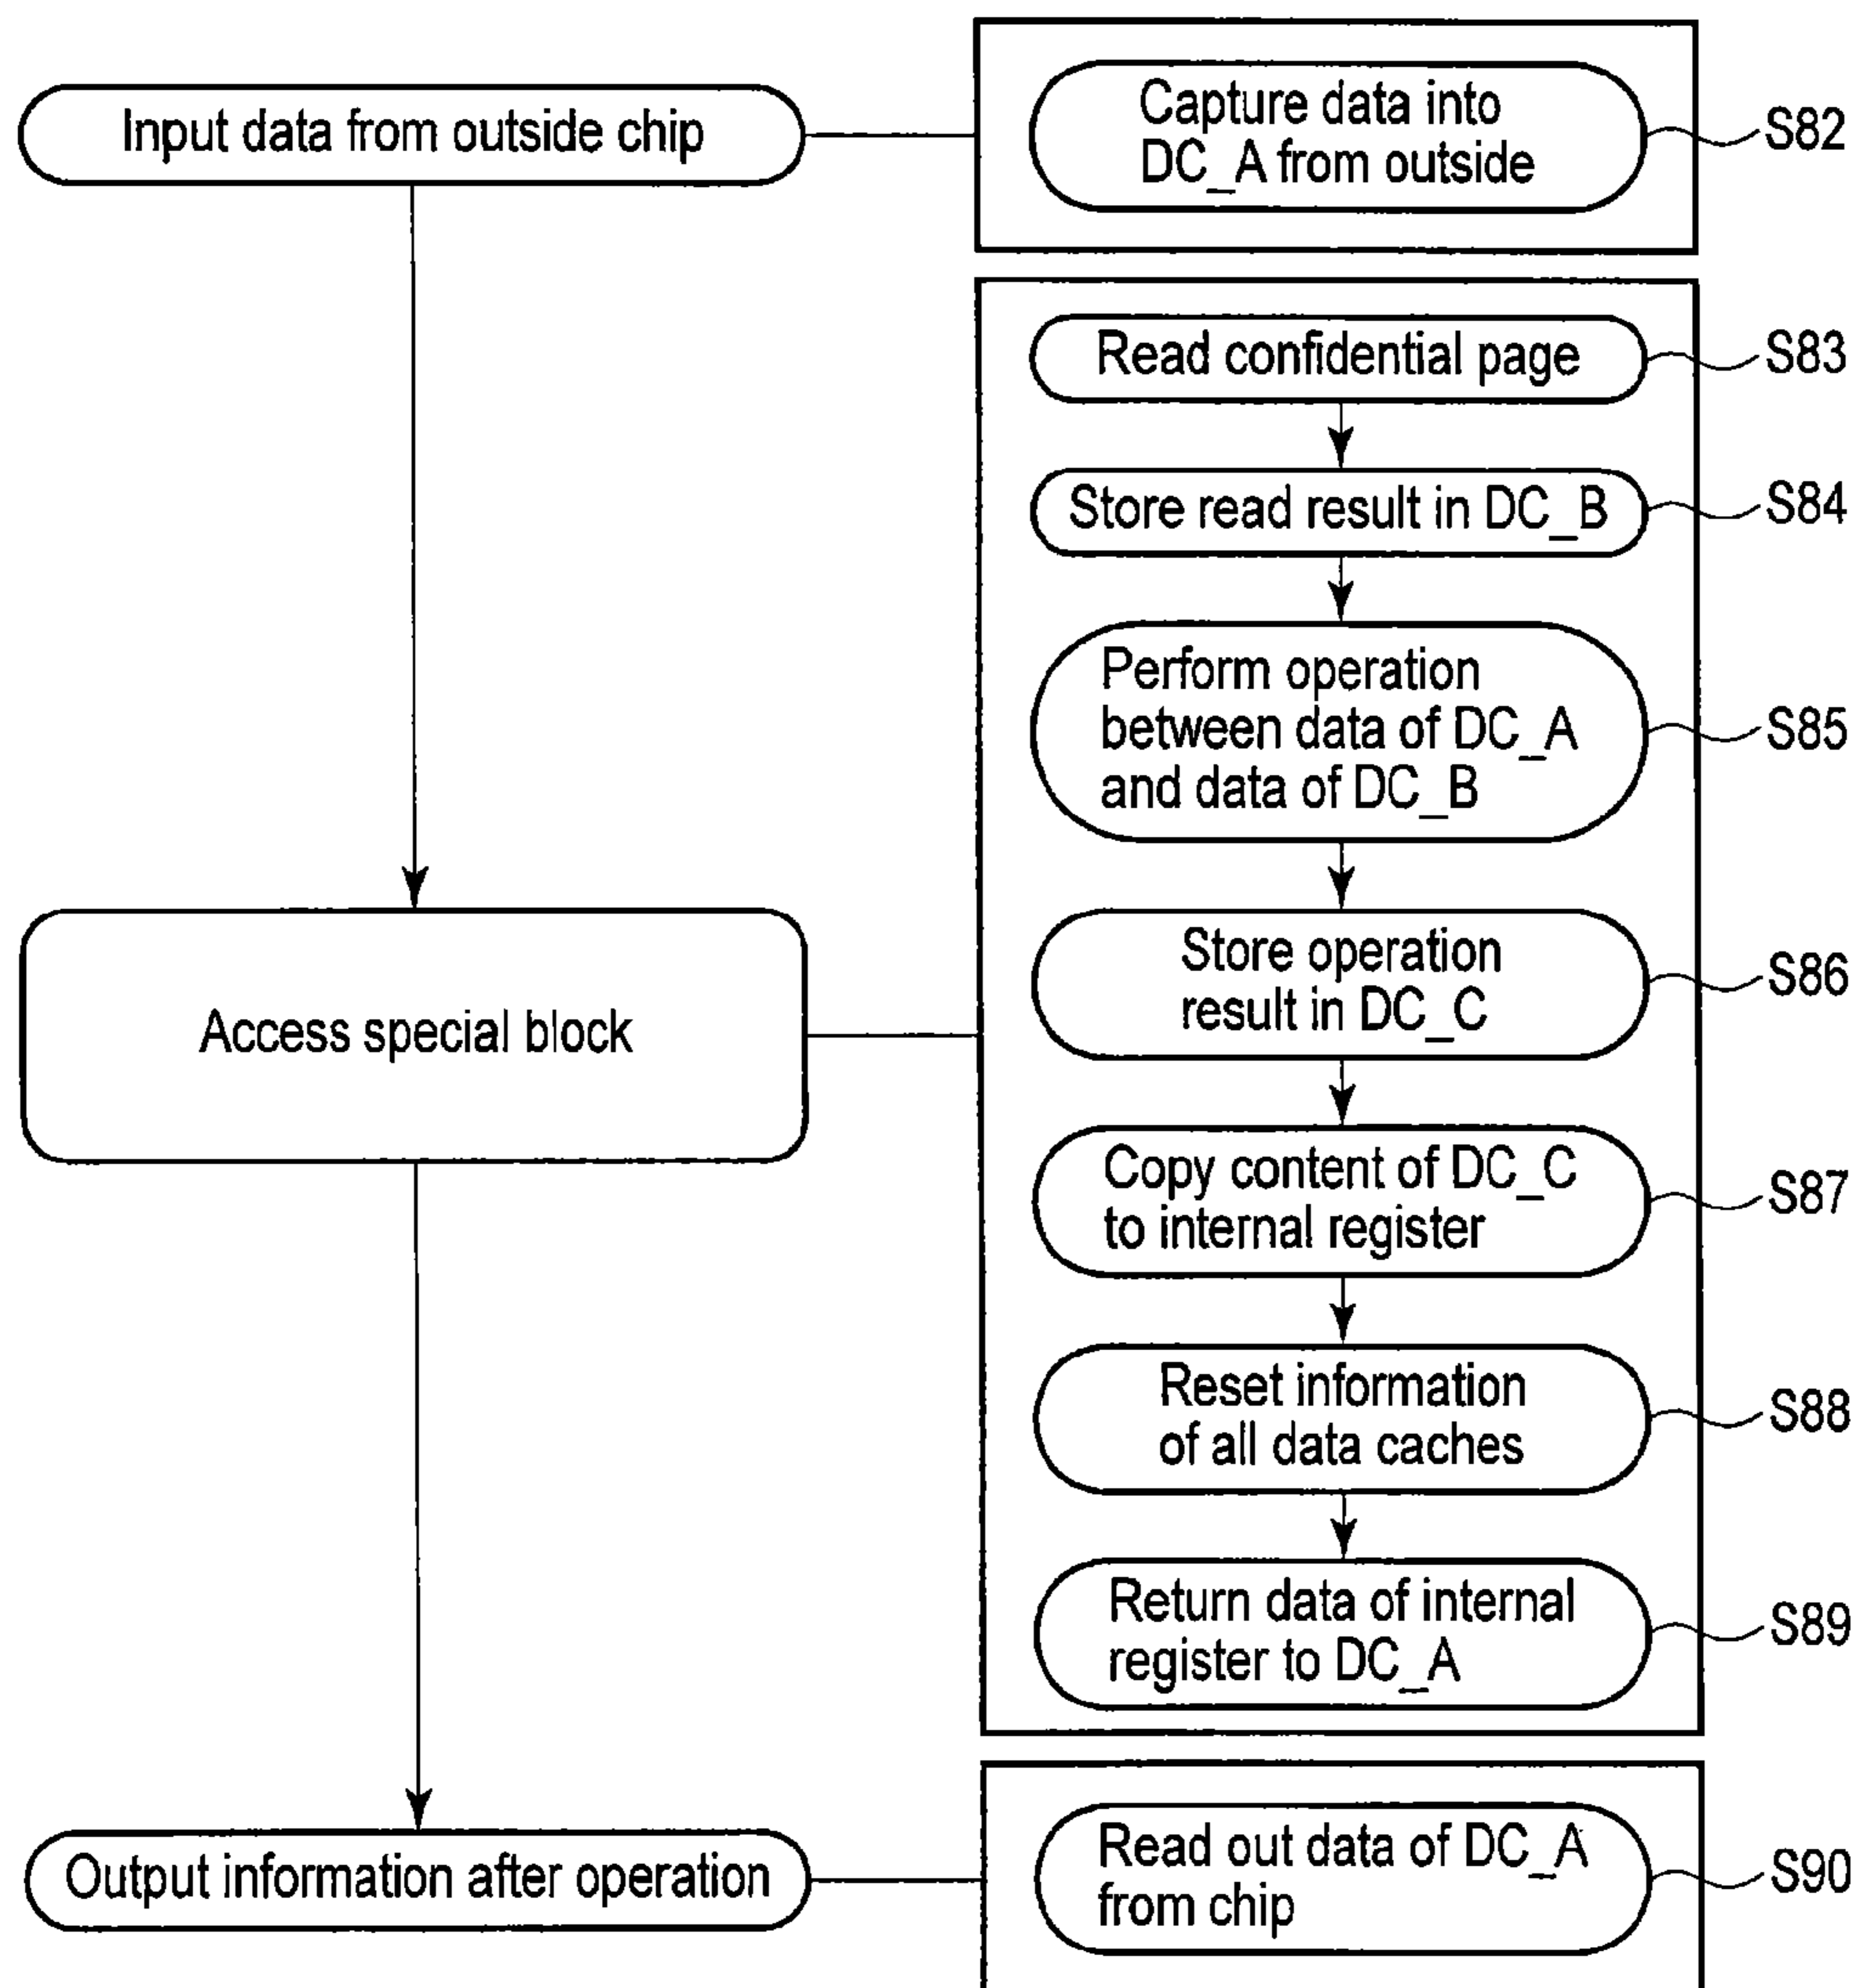 Input data from outside chip
Capture data into
DC_A from outside
S82
Read confidential page
S83
Store read result in DC_B
S84
Perform operation
between data of DC_A
and data of DC_B
S85
Access special block
Store operation
result in DC_C
S86
Copy content of DC_C
to internal register
S87
Reset information
of all data caches
S88
Return data of internal
register to DC_A
S89
Output information after operation
Read out data of DC_A
from chip
S90